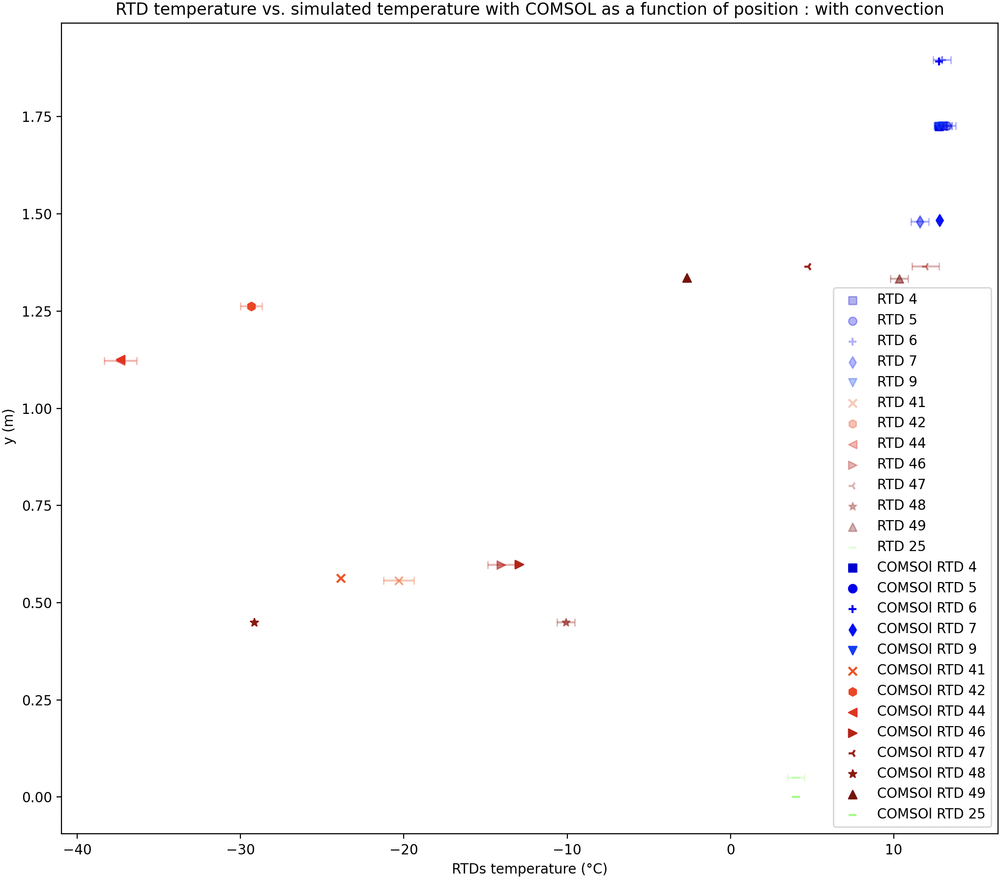 RTD temperature vs. simulated temperature with COMSOL as a function of position : with convection
1.75
1.50
1.25
1.00
0.75
0.50
0.25
0.00
y (m)
−40
−30
−20
−10
0
10
RTDs temperature (°C)
RTD 4
RTD 5
RTD 6
RTD 7
RTD 9
RTD 41
RTD 42
RTD 44
RTD 46
RTD 47
RTD 48
RTD 49
RTD 25
COMSOl RTD 4
COMSOl RTD 5
COMSOl RTD 6
COMSOl RTD 7
COMSOl RTD 9
COMSOl RTD 41
COMSOl RTD 42
COMSOl RTD 44
COMSOl RTD 46
COMSOl RTD 47
COMSOl RTD 48
COMSOl RTD 49
COMSOl RTD 25